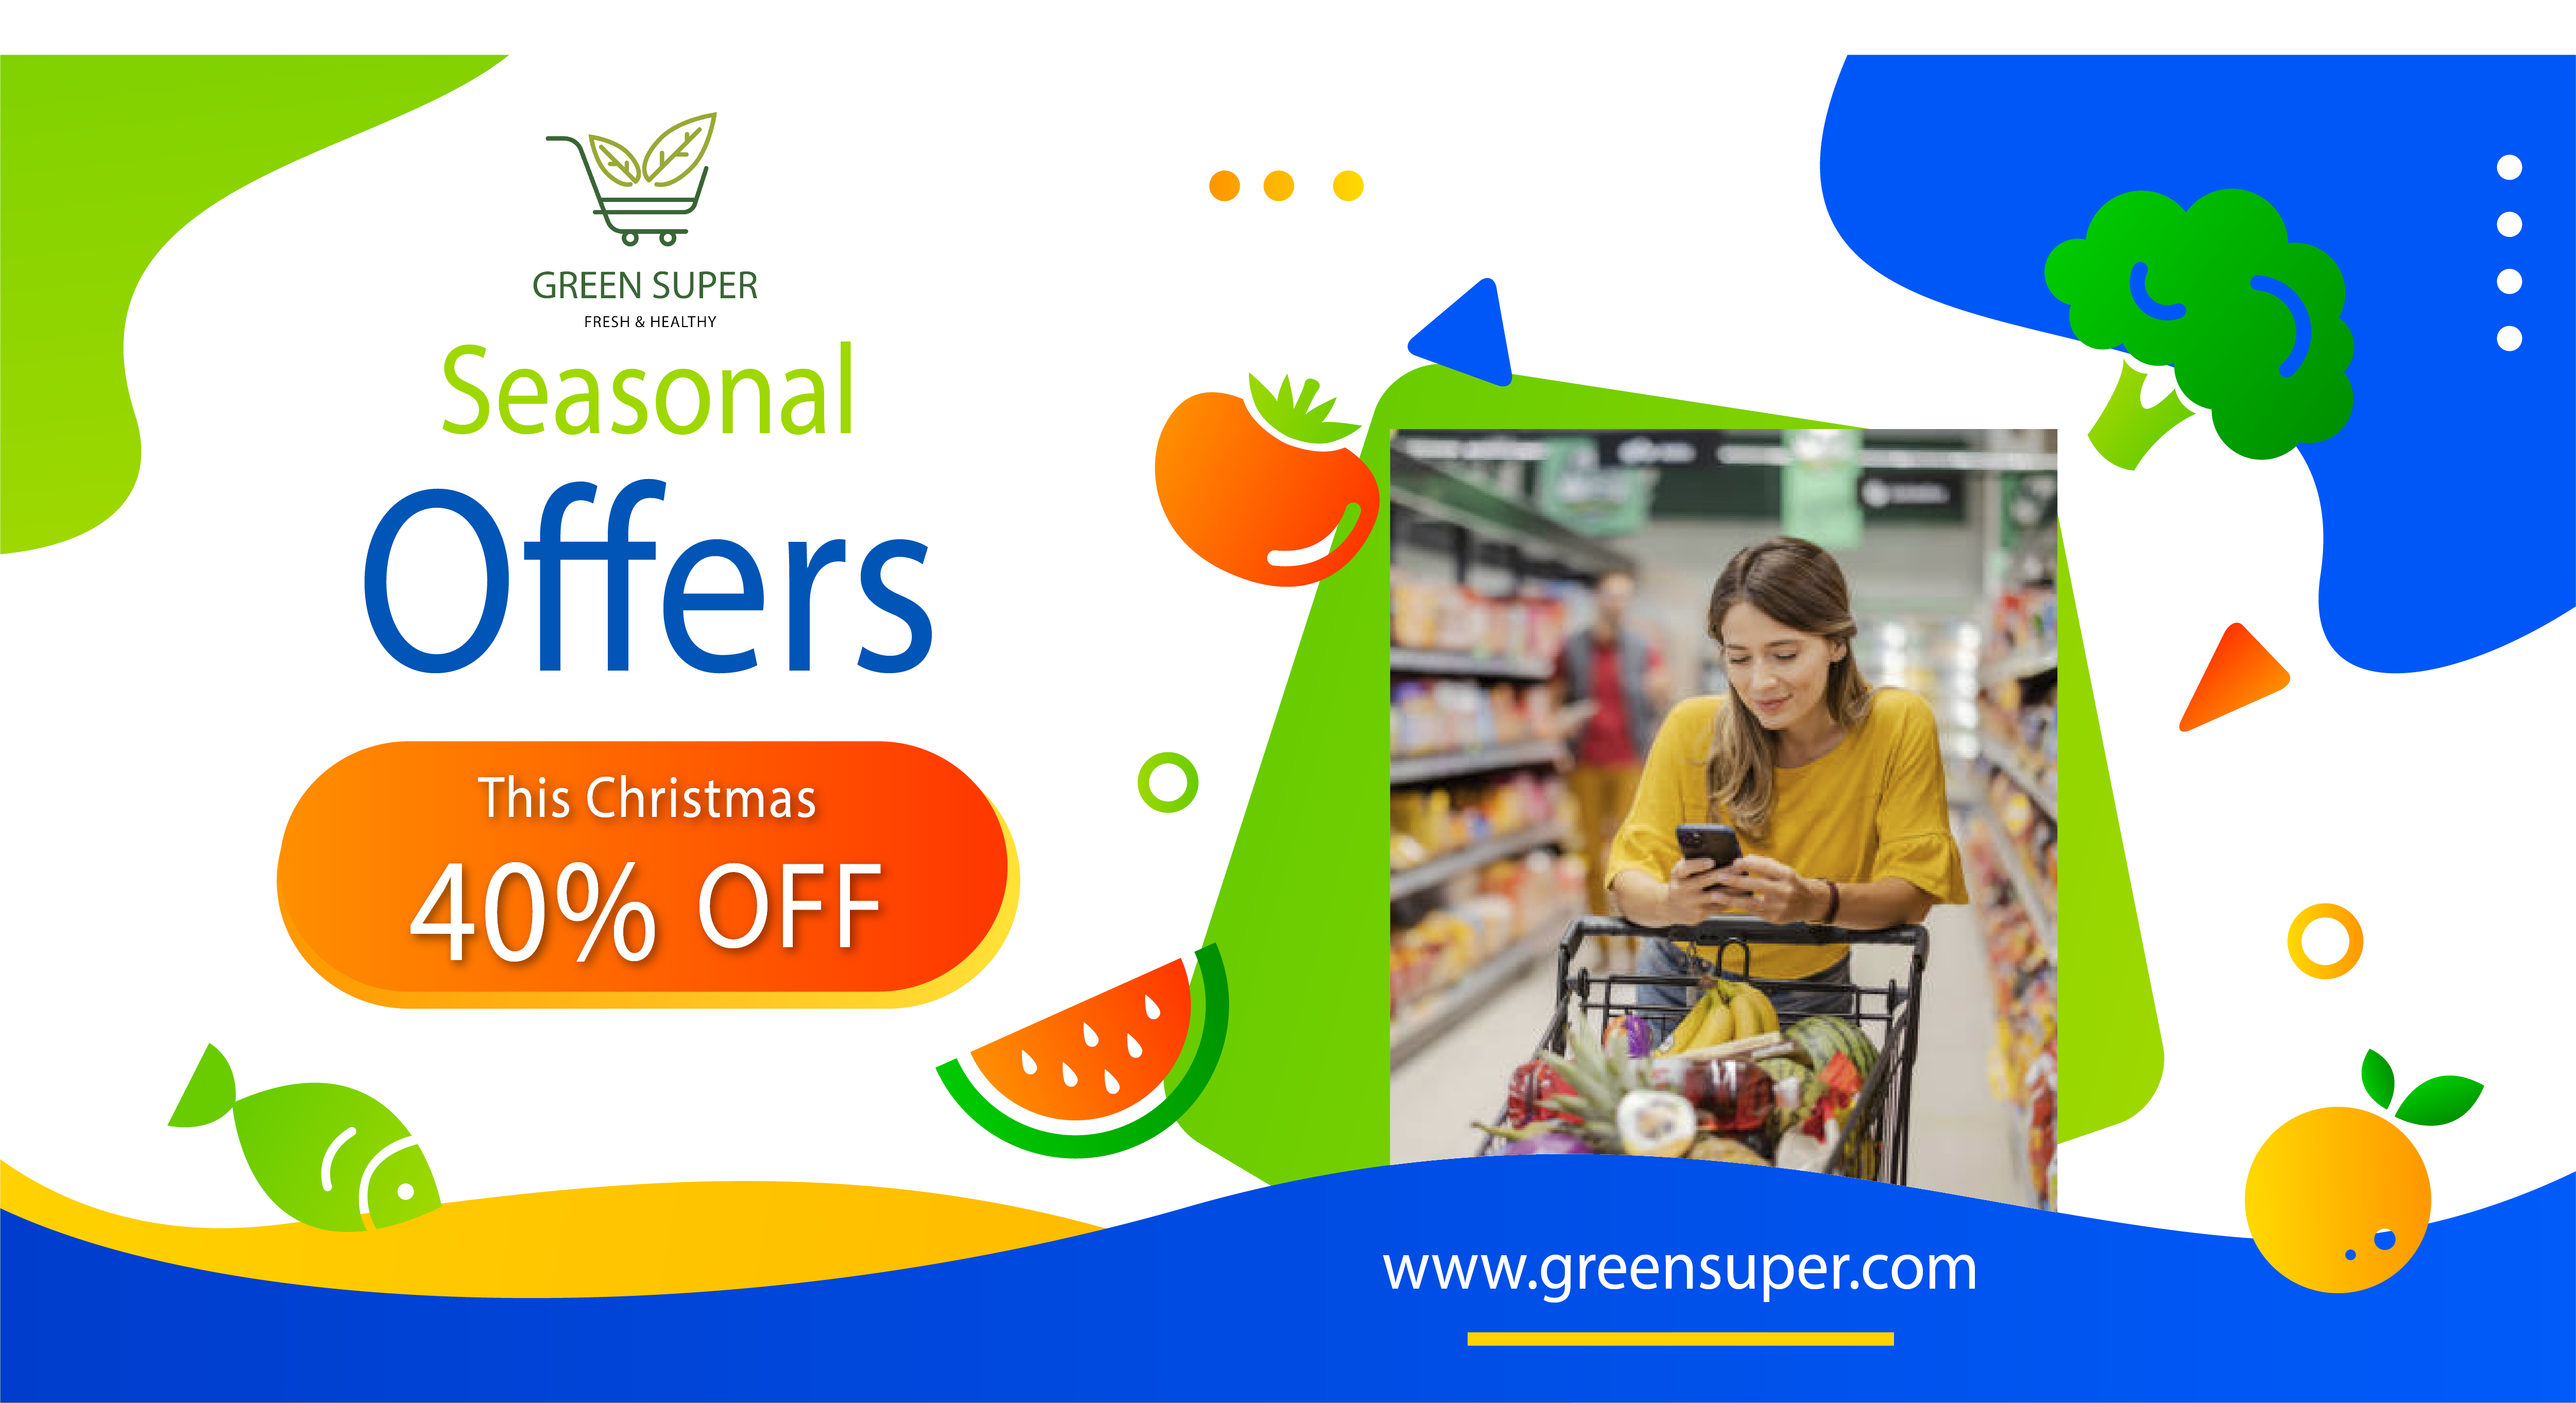 GREEN SUPER
FRESH & HEALTHY
Seasonal
Offers
This Christmas
40% OFF
www.greensuper.com